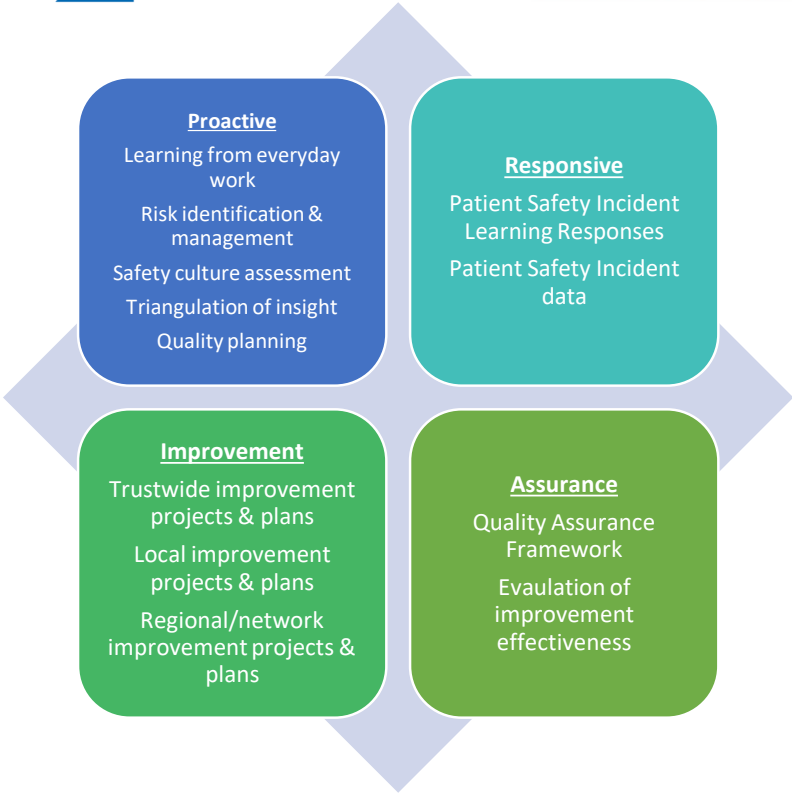 Proactive
Learning from everyday
work
Risk identification &
management
Safety culture assessment
Triangulation of insight
Quality planning
Responsive
Patient Safety Incident
Learning Responses
Patient Safety Incident
data
Improvement
Trustwide improvement
projects & plans
Local improvement
projects & plans
Regional/network
improvement projects &
plans
Assurance
Quality Assurance
Framework
Evaulation of
improvement
effectiveness